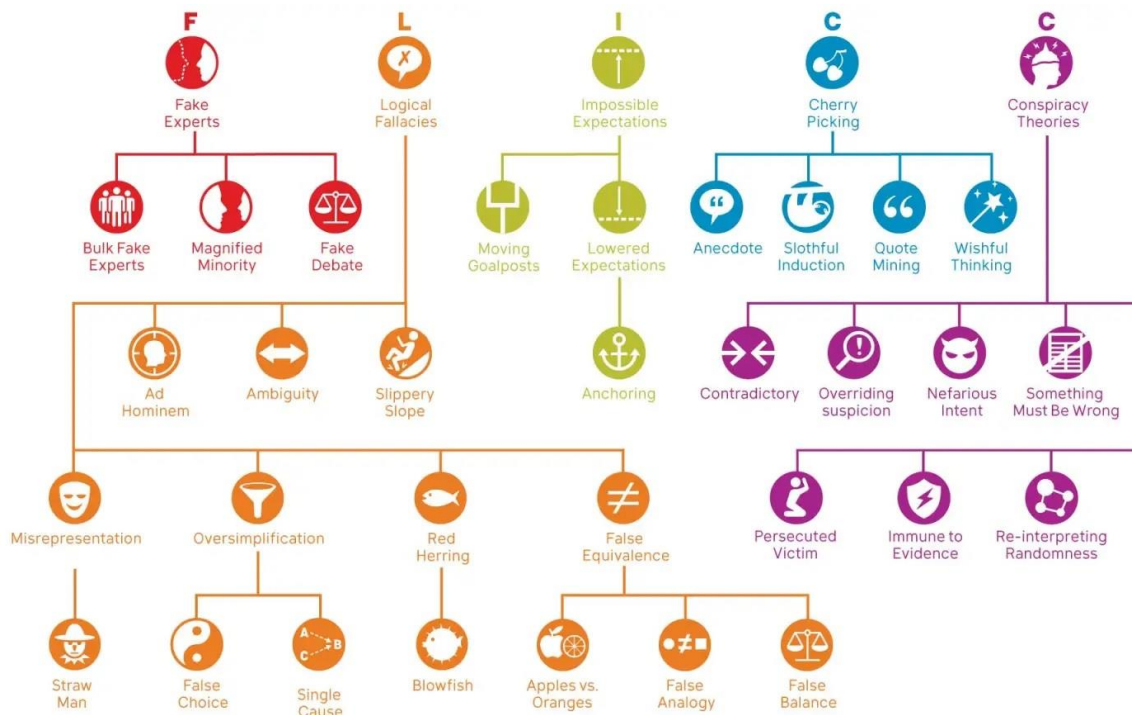 F
L
I
C
C
Fake
Experts
Logical
Fallacies
Impossible
Expectations
Cherry
Picking
Conspiracy
Theories
Bulk Fake
Experts
Magnified
Minority
Fake
Debate
Moving
Goalposts
Lowered
Expectations
Anecdote
Slothful
Induction
Quote
Mining
Wishful
Thinking
Ad
Hominem
Ambiguity
Slippery
Slope
Anchoring
Contradictory
Overriding
suspicion
Nefarious
Intent
Something
Must Be Wrong
Misrepresentation
Oversimplification
Red
Herring
False
Equivalence
Persecuted
Victim
Immune to
Evidence
Re-interpreting
Randomness
A
B
C
Straw
Man
False
Choice
Single
Cause
Blowfish
Apples vs.
Oranges
False
Analogy
False
Balance